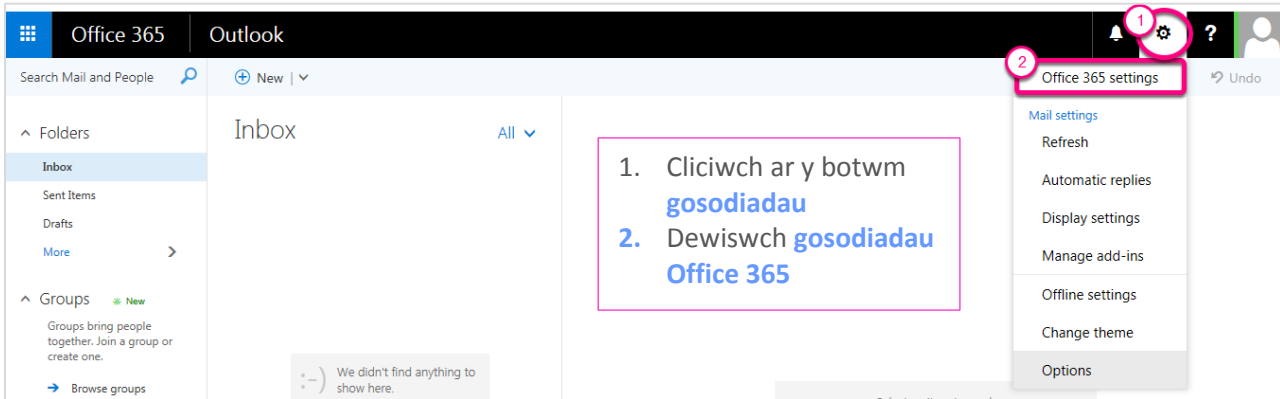 Office 365 Outlook 1 ?
Search Mail and People New 2 Office 365 settings Undo
Folders
Inbox
Sent Items
Drafts
More
Groups New
Groups bring people
together. Join a group or
create one.
Browse groups
Inbox All
We didn't find anything to
show here.
1. Cliciwch ar y botwm
gosodiadau
2. Dewiswch gosodiadau
Office 365
Mail settings
Refresh
Automatic replies
Display settings
Manage add-ins
Offline settings
Change theme
Options